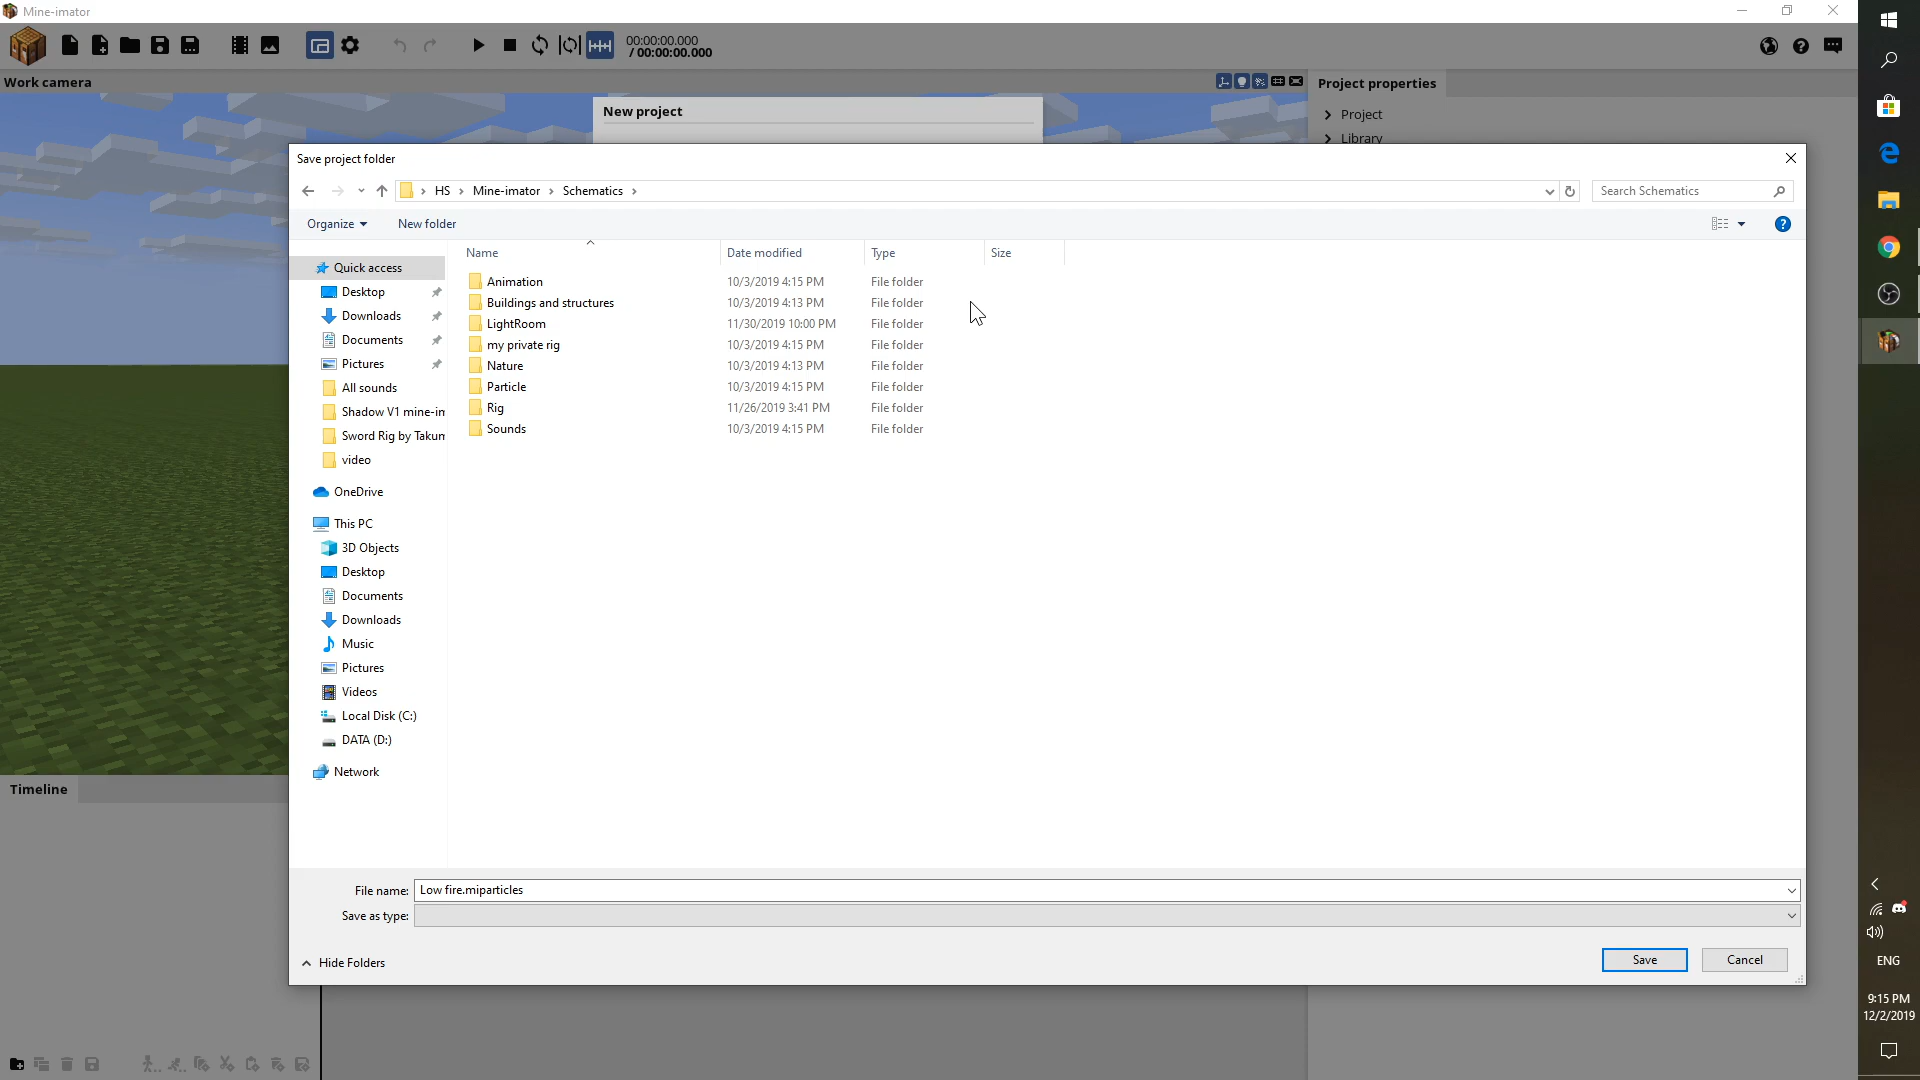 Mine-imator
00:00:00.000
/ 00:00:00.000
Work camera
Project properties
New project
Project
Library
Save project folder
HS
Mine-imator
Schematics
Search Schematics
Organize
New folder
Name
Date modified
Type
Size
Quick access
Desktop
Downloads
Documents
Pictures
All sounds
Shadow V1 mine-in
Sword Rig by Takun
video
OneDrive
This PC
3D Objects
Desktop
Documents
Downloads
Music
Pictures
Videos
Local Disk (C:)
DATA (D:)
Network
Animation 10/3/2019 4:15 PM File folder
Buildings and structures 10/3/2019 4:13 PM File folder
LightRoom 11/30/2019 10:00 PM File folder
my private rig 10/3/2019 4:15 PM File folder
Nature 10/3/2019 4:13 PM File folder
Particle 10/3/2019 4:15 PM File folder
Rig 11/26/2019 3:41 PM File folder
Sounds 10/3/2019 4:15 PM File folder
Timeline
File name: Low fire.miparticles
Save as type:
Hide Folders
Save
Cancel
ENG
9:15 PM
12/2/2019